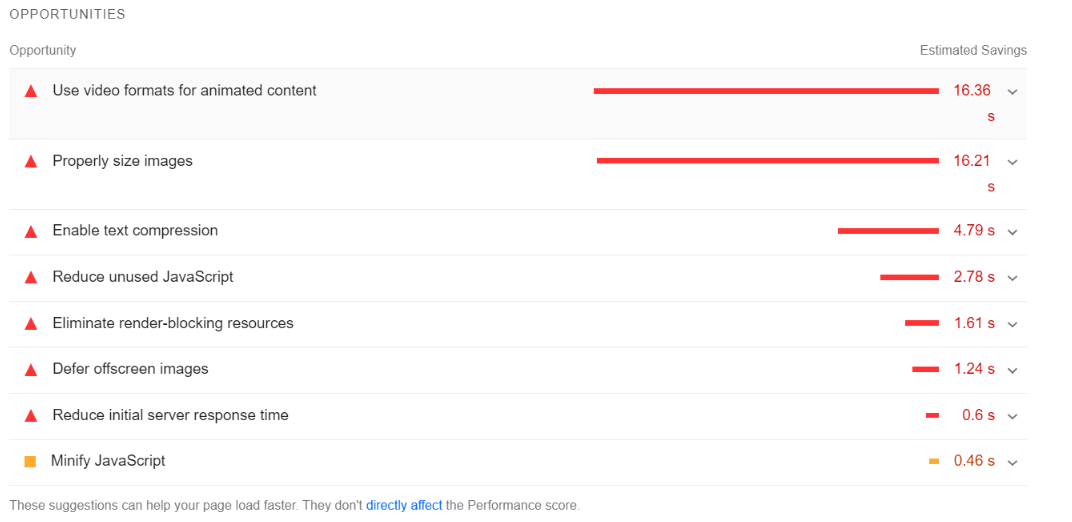 OPPORTUNITIES
Opportunity Estimated Savings
Use video formats for animated content 16.36
s
Properly size images 16.21
s
Enable text compression 4.79 s
Reduce unused JavaScript 2.78 s
Eliminate render-blocking resources 1.61 s
Defer offscreen images 1.24 s
Reduce initial server response time 0.6 s
Minify JavaScript 0.46 s
These suggestions can help your page load faster. They don't directly affect the Performance score.